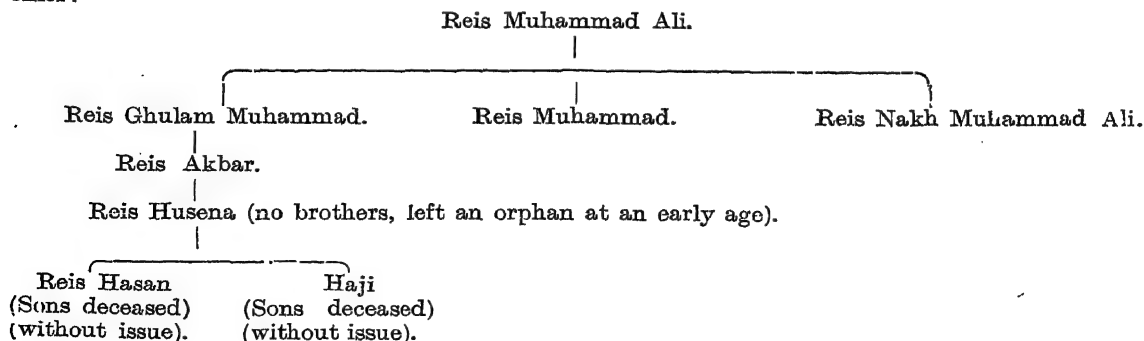 Reis Muhammad Ali.
Reis Ghulam Muhammad. Reis Muhammad. Reis Nakh Muhammad Ali.
Reis Akbar.
Reis Husena (no brothers, left an orphan at an early age).
Reis Hasan Haji
(Sons deceased) (Sons deceased)
(without issue). (without issue).